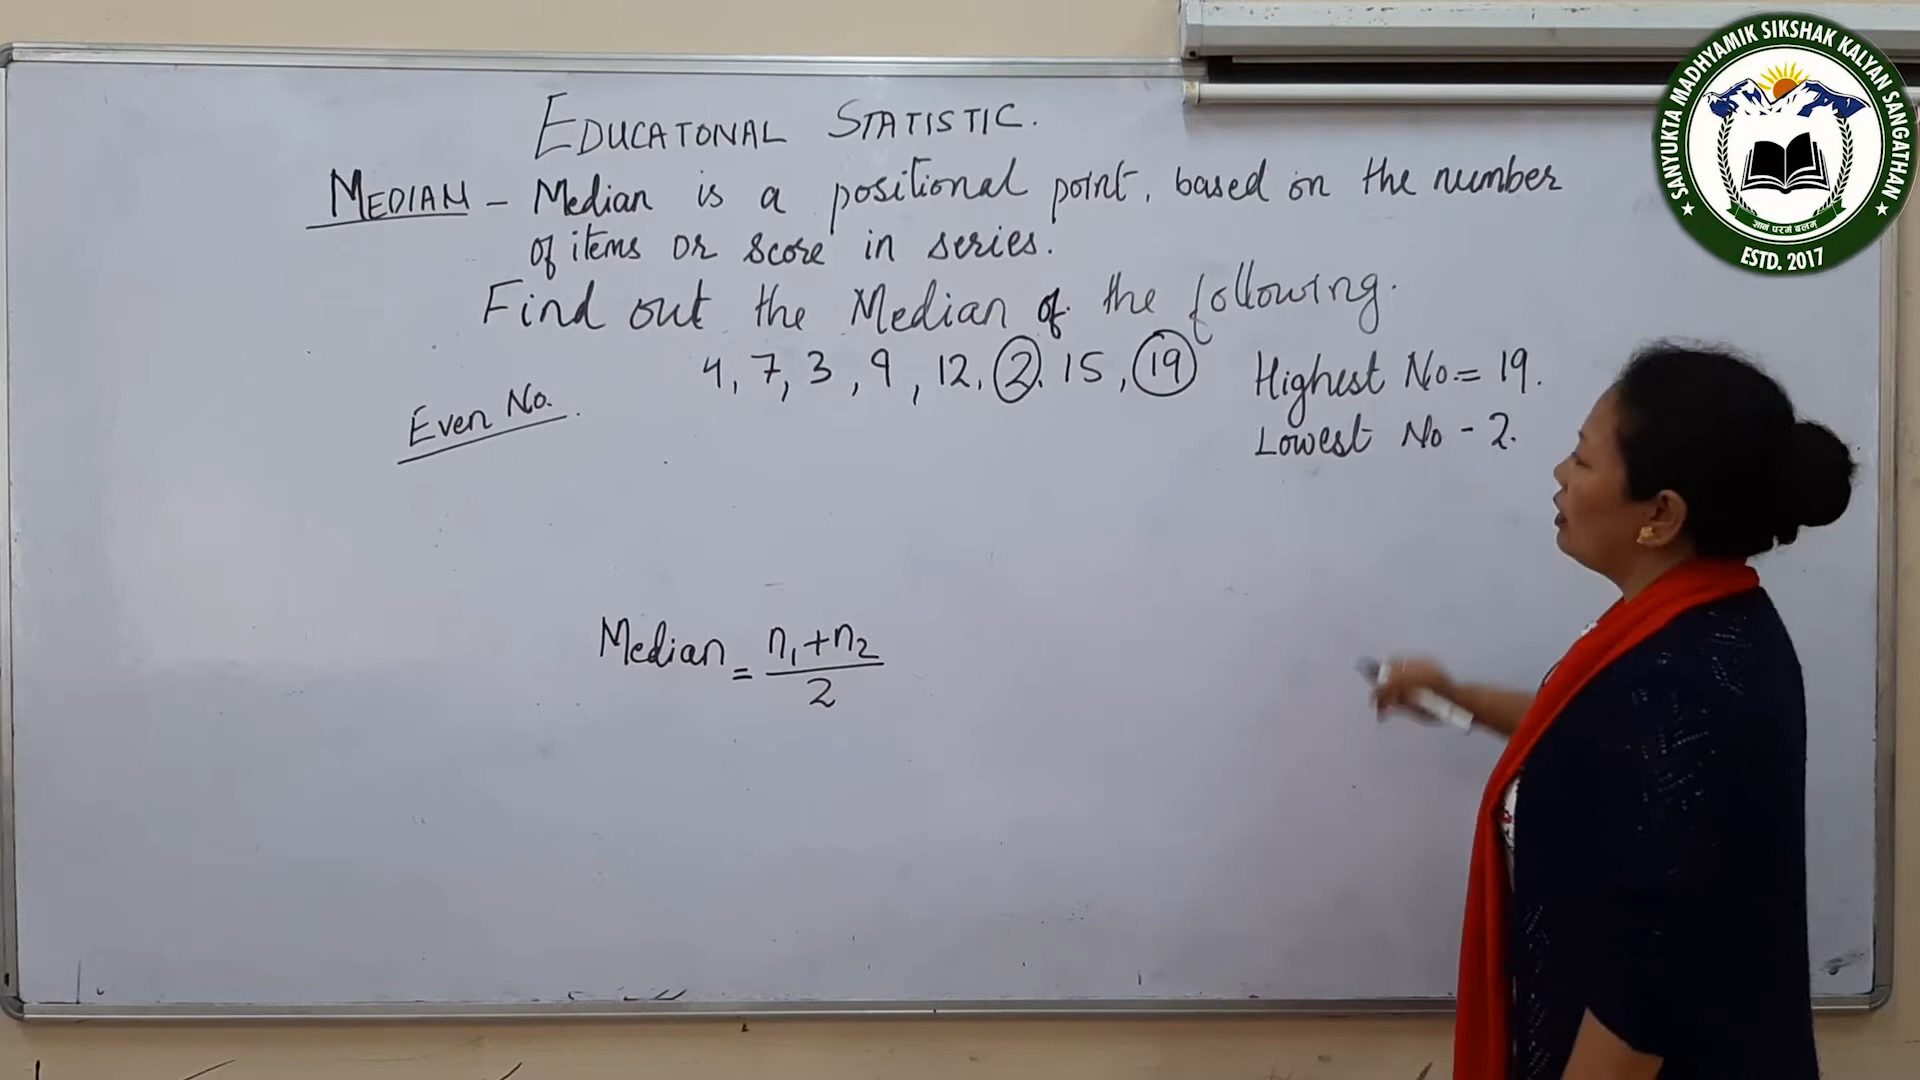 EDUCATONAL STATISTIC.
MEDIAN - Median is a positional point, based on the number
of items or score in series.
Find out the Median of the following.
4, 7, 3, 9, 12, 2, 15, 19
Highest No. = 19.
Lowest No - 2.
Even No.
Median = n₁+n₂
2
SANYUKTA MADHYAMIK SIKSHAK KALYAN SANGATHAN
ज्ञानं परमं बलम्
ESTD. 2017